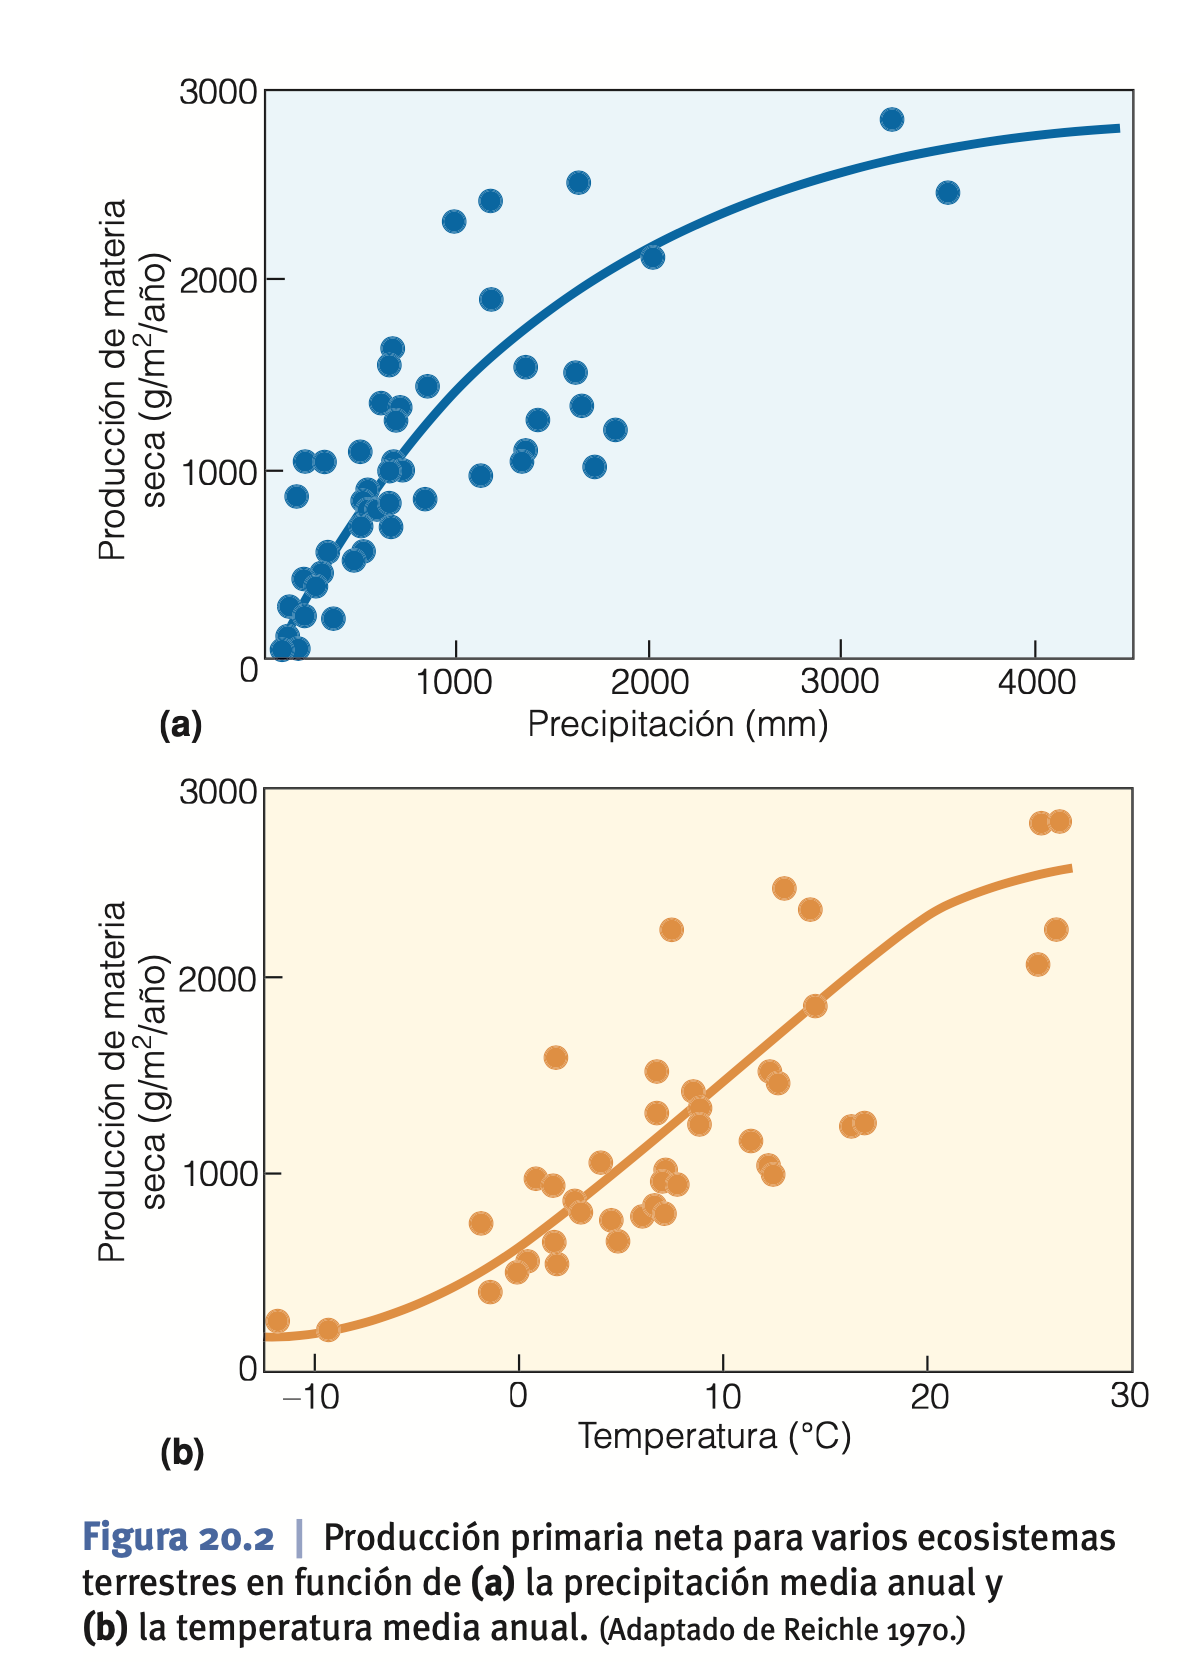 3000
2000
1000
0
Producción de materia
seca (g/m²/año)
1000 2000 3000 4000
Precipitación (mm)
(a)
3000
2000
1000
0
Producción de materia
seca (g/m²/año)
–10 0 10 20 30
Temperatura (°C)
(b)
Figura 20.2 | Producción primaria neta para varios ecosistemas
terrestres en función de (a) la precipitación media anual y
(b) la temperatura media anual. (Adaptado de Reichle 1970.)